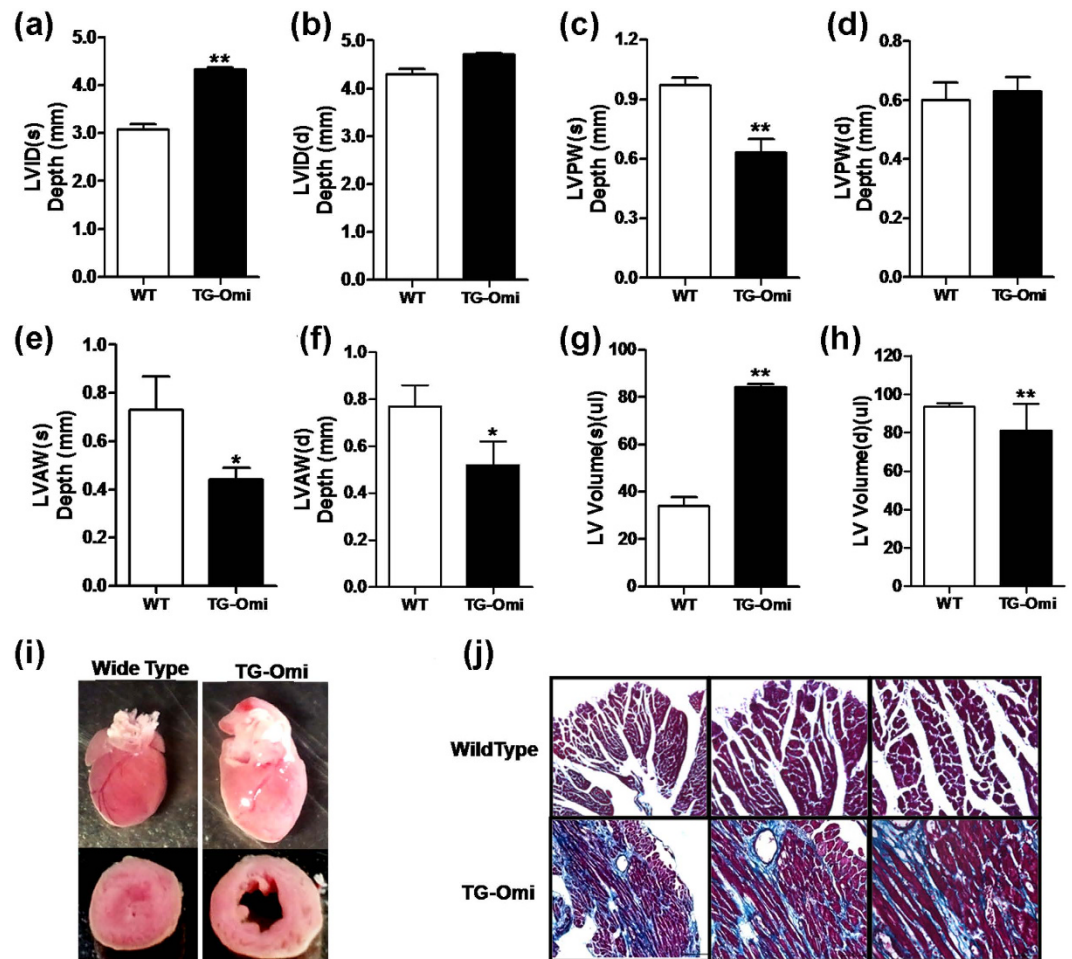 (a)
LVID(s)
Depth (mm)
5.0
4.0
3.0
2.0
1.0
0.0
**
WT
TG-Omi
(b)
LVID(d)
Depth (mm)
5.0
4.0
3.0
2.0
1.0
0.0
WT
TG-Omi
(c)
LVPW(s)
Depth (mm)
1.2
0.9
0.6
0.3
0.0
**
WT
TG-Omi
(d)
LVPW(d)
Depth (mm)
0.8
0.6
0.4
0.2
0.0
WT
TG-Omi
(e)
LVAW(s)
Depth (mm)
1.0
0.8
0.6
0.4
0.2
0.0
*
WT
TG-Omi
(f)
LVAW(d)
Depth (mm)
1.0
0.8
0.6
0.4
0.2
0.0
*
WT
TG-Omi
(g)
LV Volume(s)(ul)
80
60
40
20
0
**
WT
TG-Omi
(h)
LV Volume(d)(ul)
120
100
80
60
40
20
0
**
WT
TG-Omi
(i)
Wide Type
TG-Omi
(j)
WildType
TG-Omi